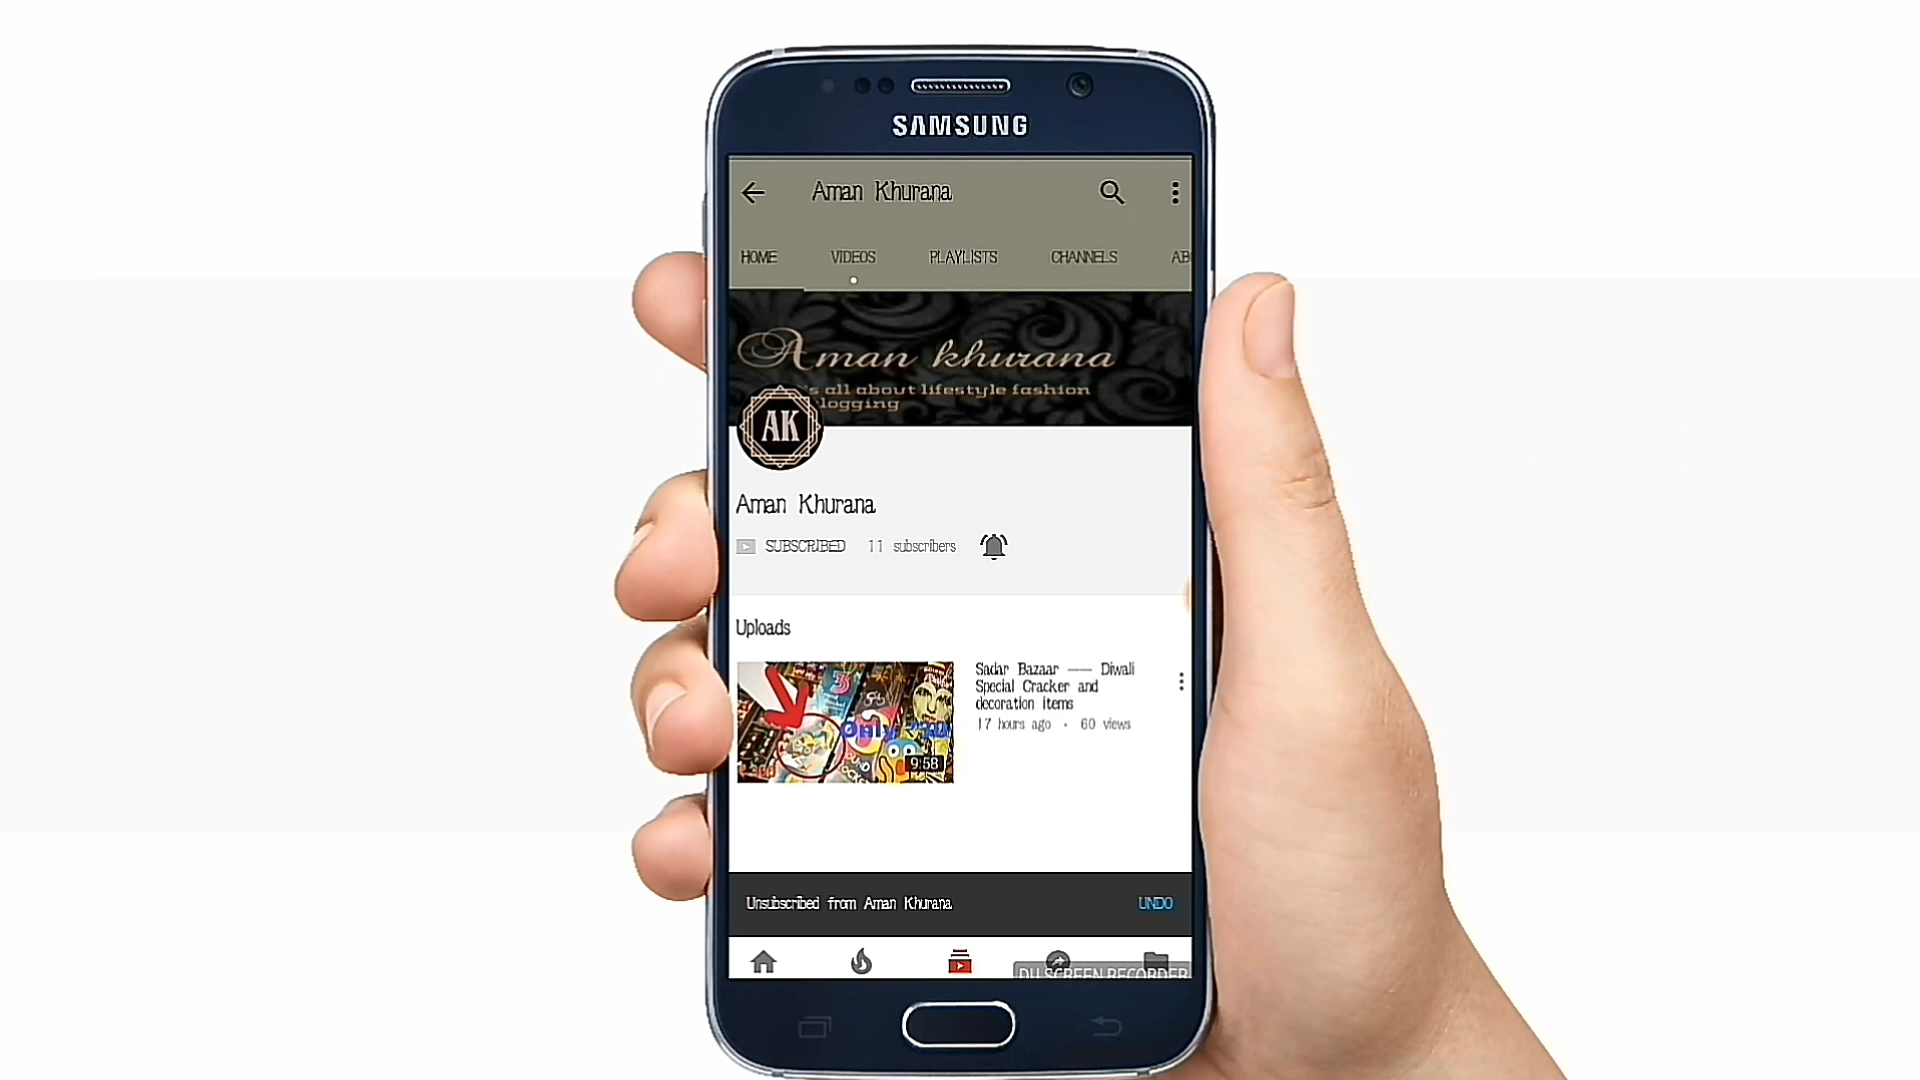 SAMSUNG
Aman Khurana
HOME VIDEOS PLAYLISTS CHANNELS AB
Aman khurana
s all about lifestyle fashion
logging
AK
Aman Khurana
SUBSCRIBED 11 subscribers
Uploads
Sadar Bazaar —— Diwali
Special Cracker and
decoration items
17 hours ago · 60 views
Only
9:58
Unsubscribed from Aman Khurana UNDO
DU SCREEN RECORDER